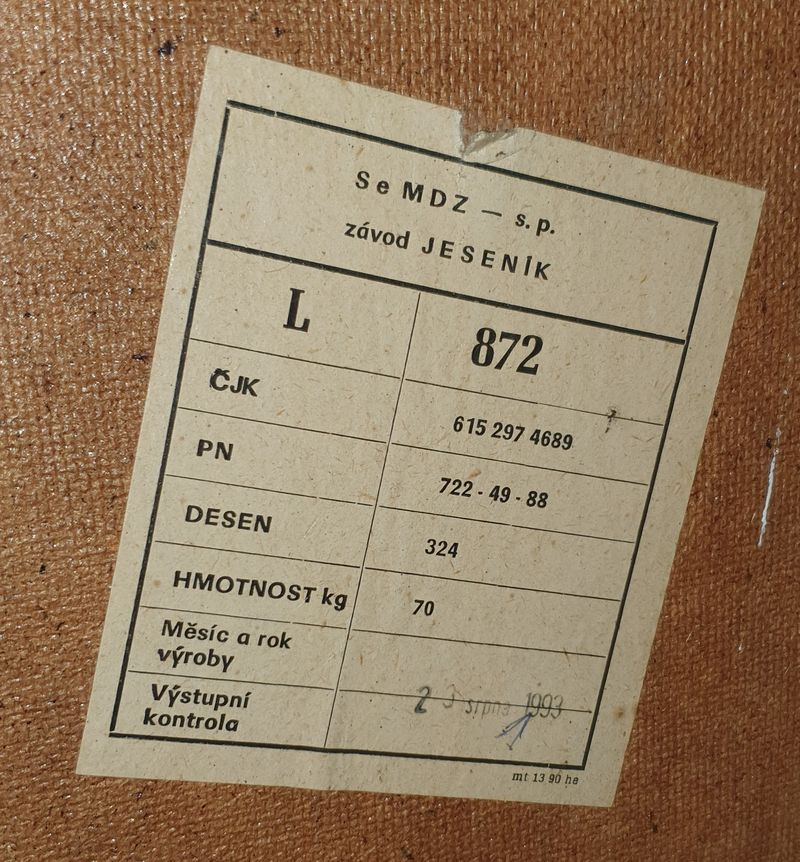 Se MDZ — s. p.
závod JESENÍK
L 872
ČJK 615 297 4689
PN 722 - 49 - 88
DESEN 324
HMOTNOST kg 70
Měsíc a rok
výroby
2 srpna 1993
Výstupní
kontrola
mt 13 90 he